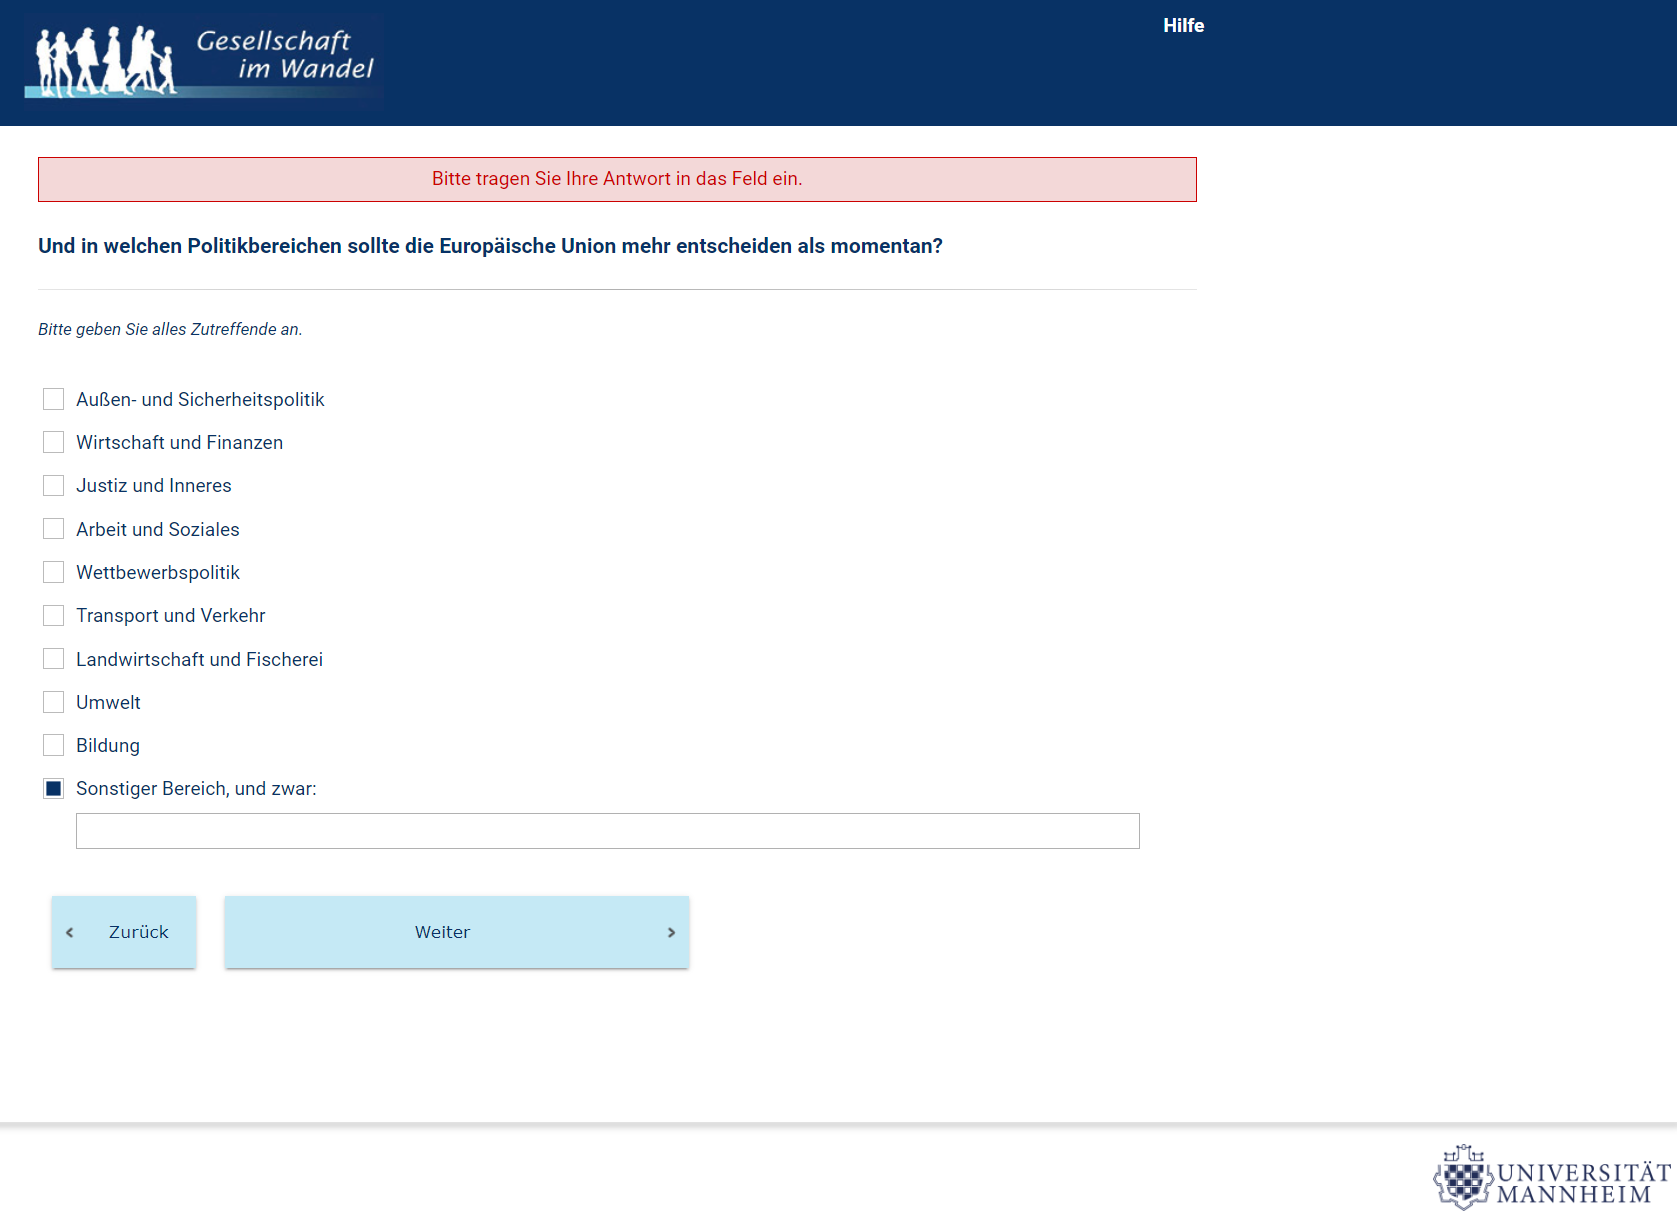 Gesellschaft
im Wandel
Hilfe
Bitte tragen Sie Ihre Antwort in das Feld ein.
Und in welchen Politikbereichen sollte die Europäische Union mehr entscheiden als momentan?
Bitte geben Sie alles Zutreffende an.
Außen- und Sicherheitspolitik
Wirtschaft und Finanzen
Justiz und Inneres
Arbeit und Soziales
Wettbewerbspolitik
Transport und Verkehr
Landwirtschaft und Fischerei
Umwelt
Bildung
Sonstiger Bereich, und zwar:
Zurück
Weiter
UNIVERSITÄT
MANNHEIM